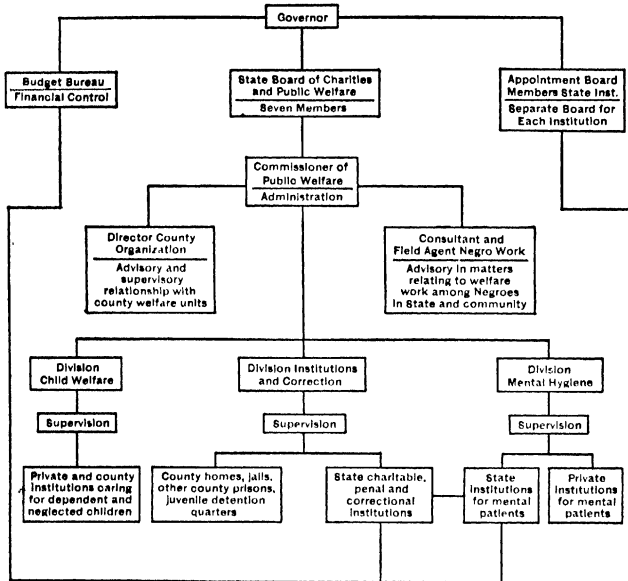 Governor
Budget Bureau
Financial Control
State Board of Charities
and Public Welfare
Seven Members
Appointment Board
Members State Inst.
Separate Board for
Each Institution
Commissioner of
Public Welfare
Administration
Director County
Organization
Advisory and
supervisory
relationship with
county welfare units
Consultant and
Field Agent Negro Work
Advisory in matters
relating to welfare
work among Negroes
in State and community
Division
Child Welfare
Division Institutions
and Correction
Division
Mental Hygiene
Supervision
Supervision
Supervision
Private and county
institutions caring
for dependent and
neglected children
County homes, jails,
other county prisons,
juvenile detention
quarters
State charitable,
penal and
correctional
institutions
State
institutions
for mental
patients
Private
institutions
for mental
patients